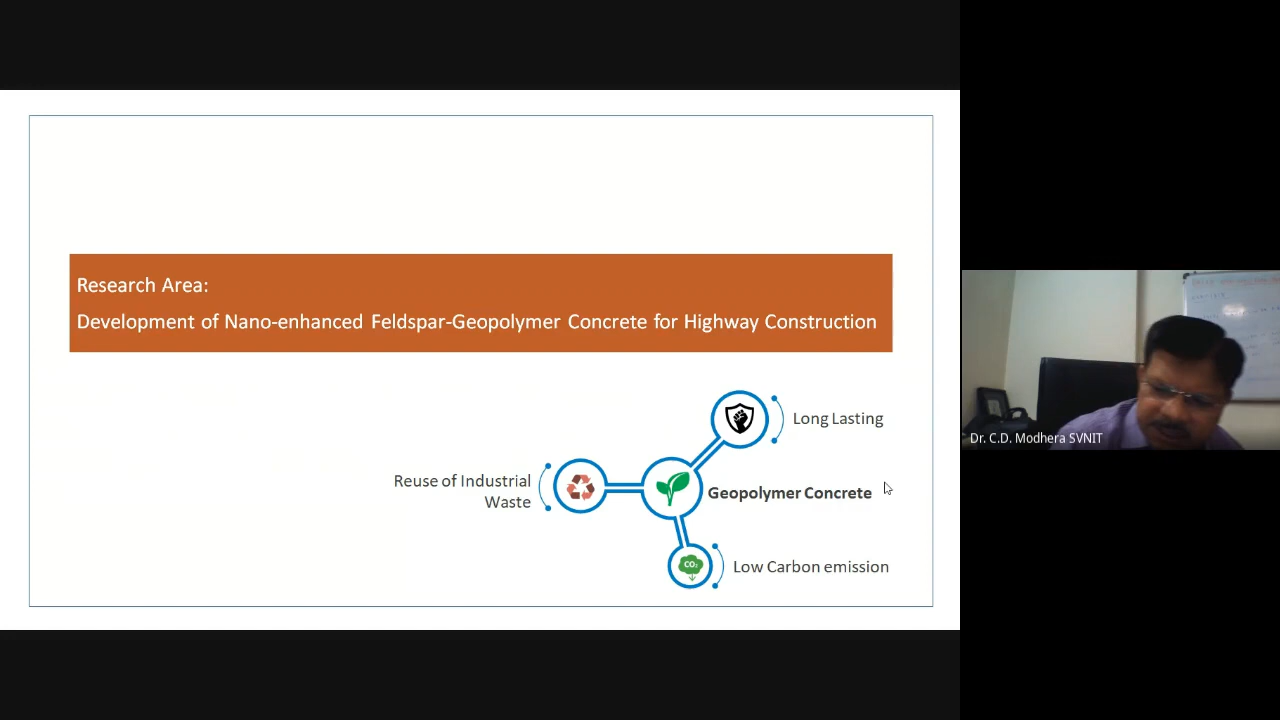 Research Area:
Development of Nano-enhanced Feldspar-Geopolymer Concrete for Highway Construction
Long Lasting
Reuse of Industrial
Waste
Geopolymer Concrete
CO₂
Low Carbon emission
Dr. C.D. Modhera SVNIT